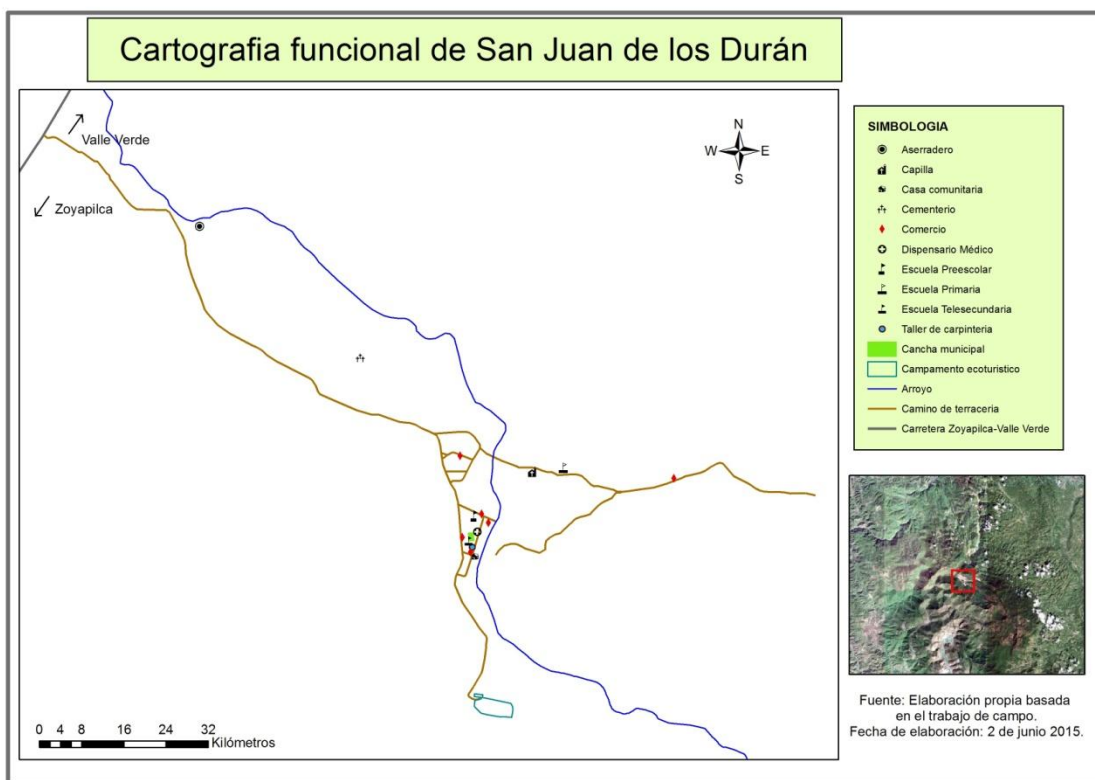 Cartografia funcional de San Juan de los Durán
Valle Verde
Zoyapilca
N
W E
S
SIMBOLOGIA
Aserradero
Capilla
Casa comunitaria
Cementerio
Comercio
Dispensario Médico
Escuela Preescolar
Escuela Primaria
Escuela Telesecundaria
Taller de carpinteria
Cancha municipal
Campamento ecoturistico
Arroyo
Camino de terraceria
Carretera Zoyapilca-Valle Verde
0 4 8 16 24 32
Kilómetros
Fuente: Elaboración propia basada
en el trabajo de campo.
Fecha de elaboración: 2 de junio 2015.